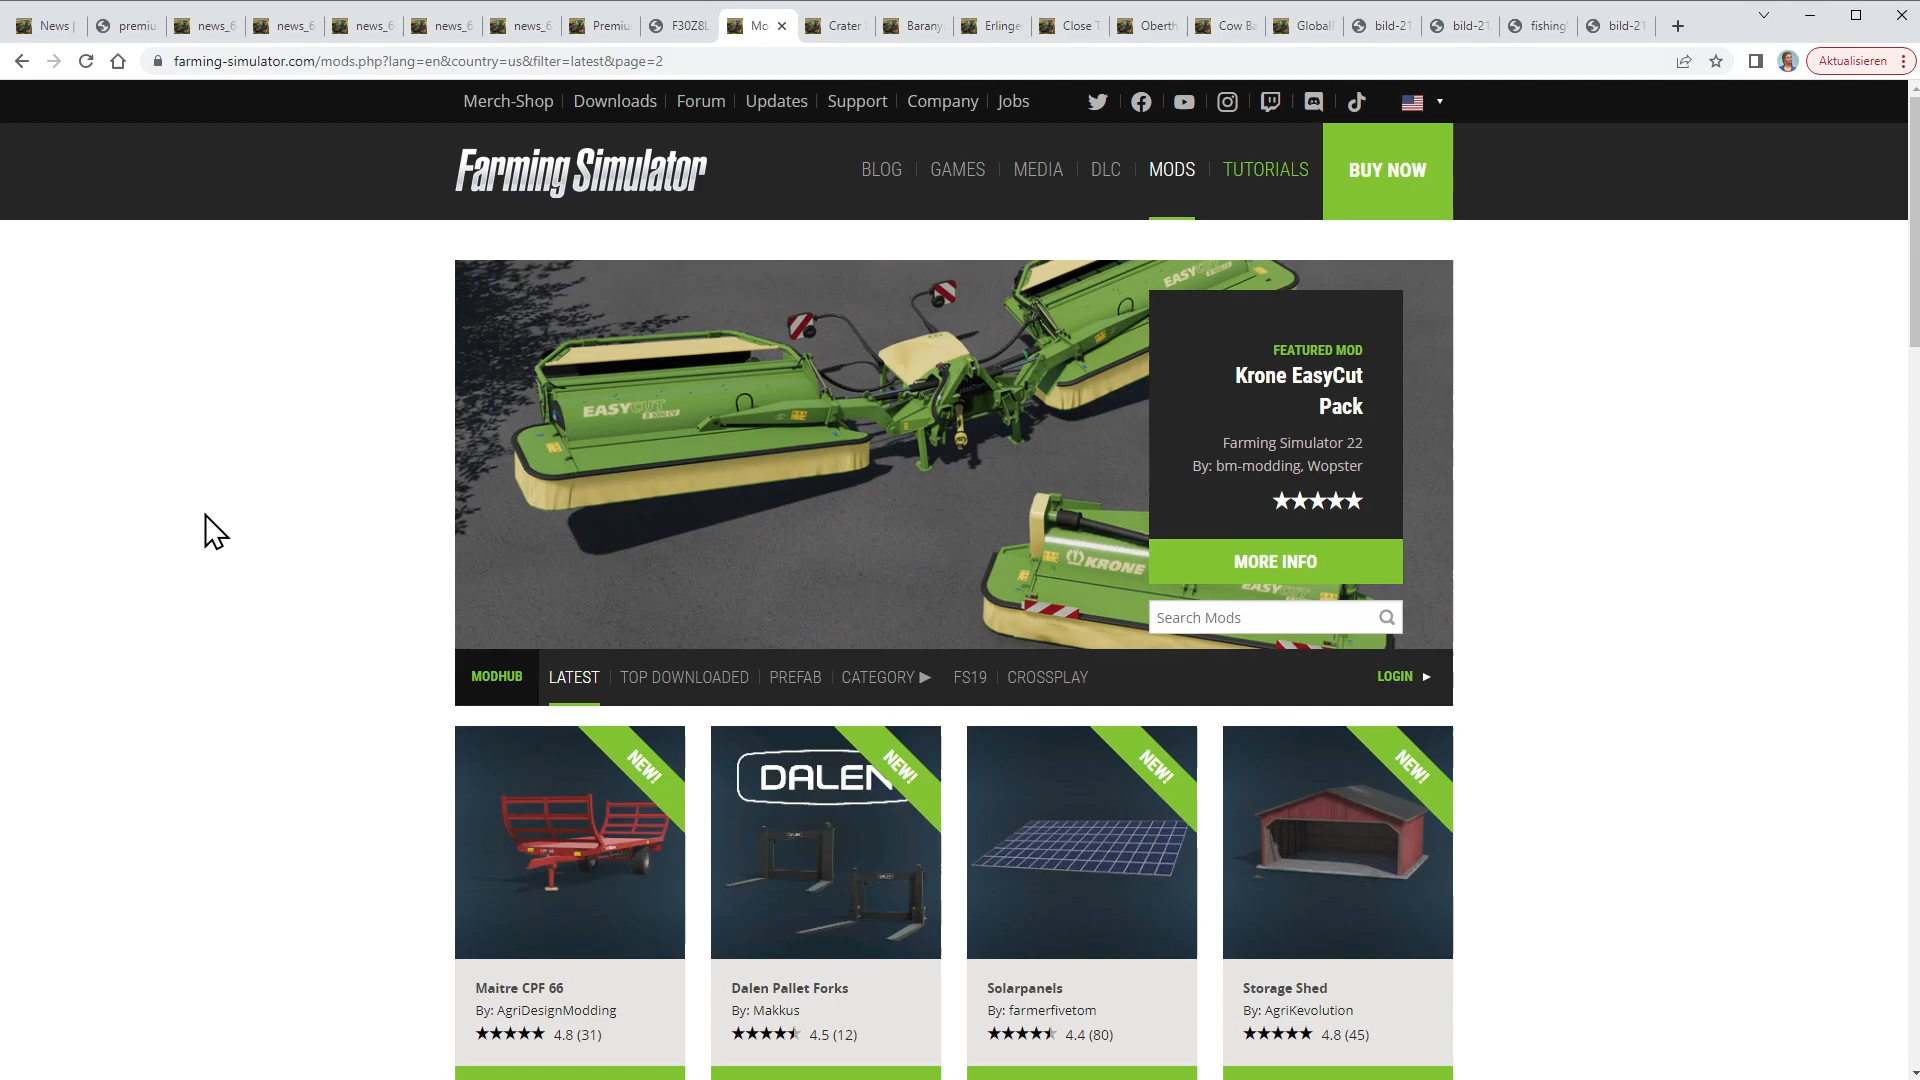 News |
premiu
news_6
news_6
news_6
news_6
news_6
Premiu
F30Z8L
Mo
Crater
Barany
Erlinge
Close T
Oberth
Cow Ba
Global
bild-21
bild-21
fishing
bild-21
farming-simulator.com/mods.php?lang=en&country=us&filter=latest&page=2
Aktualisieren
Merch-Shop
Downloads
Forum
Updates
Support
Company
Jobs
Farming Simulator
BLOG
GAMES
MEDIA
DLC
MODS
TUTORIALS
BUY NOW
EASYCUT
EASYCUT
FEATURED MOD
Krone EasyCut
Pack
Farming Simulator 22
By: bm-modding, Wopster
KRONE
MORE INFO
EASYCUT
Search Mods
MODHUB
LATEST
TOP DOWNLOADED
PREFAB
CATEGORY
FS19
CROSSPLAY
LOGIN
NEW!
DALEN
NEW!
NEW!
NEW!
Maitre CPF 66
By: AgriDesignModding
4.8 (31)
Dalen Pallet Forks
By: Makkus
4.5 (12)
Solarpanels
By: farmerfivetom
4.4 (80)
Storage Shed
By: AgriKevolution
4.8 (45)